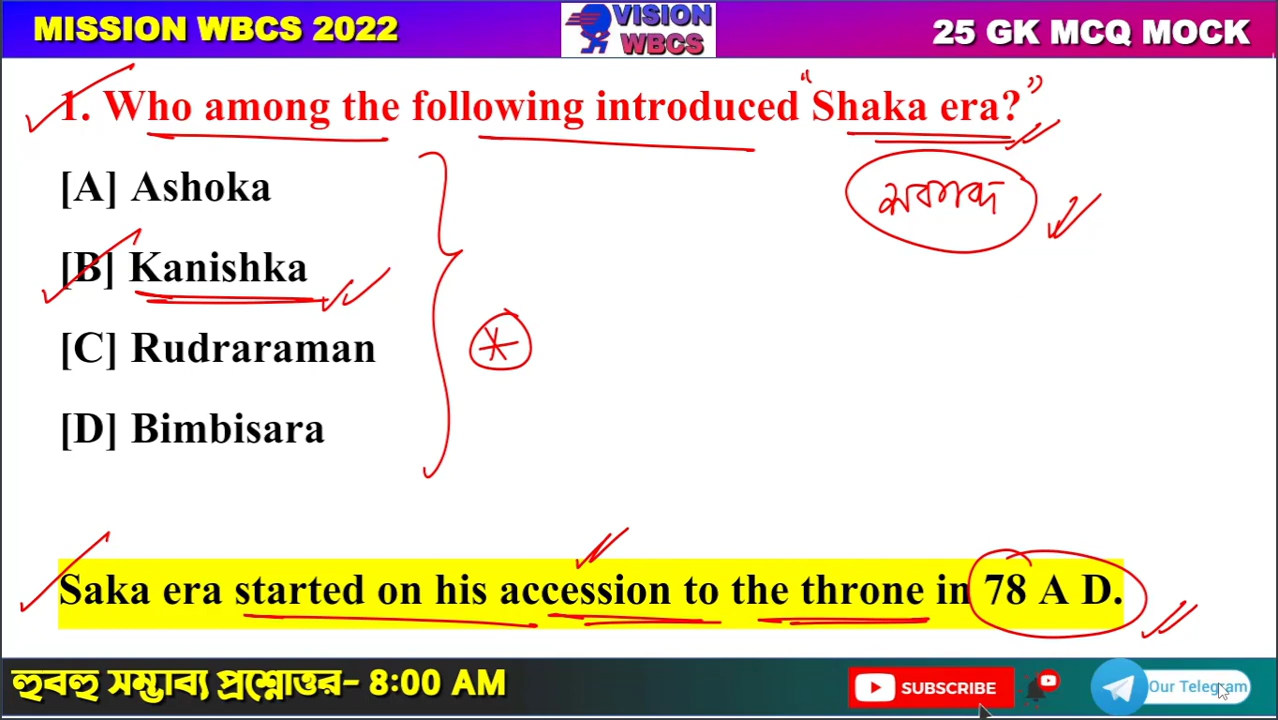 MISSION WBCS 2022
VISION
WBCS
25 GK MCQ MOCK
1. Who among the following introduced "Shaka era?"
শকাব্দ
[A] Ashoka
[B] Kanishka
[C] Rudraraman
[D] Bimbisara
Saka era started on his accession to the throne in 78 A D.
হুবহু সম্ভাব্য প্রশ্নোত্তর- 8:00 AM
SUBSCRIBE
Our Telegram